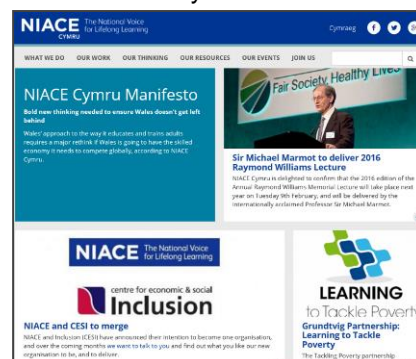 NIACE The National Voice
for Lifelong Learning
CYMRU
Cymraeg
WHAT WE DO OUR WORK OUR THINKING OUR RESOURCES OUR EVENTS JOIN US
NIACE Cymru Manifesto
Bold new thinking needed to ensure Wales doesn't get left
behind
Wales' approach to the way it educates and trains adults
requires a major rethink if Wales is going to have the skilled
economy it needs to compete globally, according to NIACE
Cymru.
Fair Society, Healthy Lives
Sir Michael Marmot to deliver 2016
Raymond Williams Lecture
NIACE Cymru is delighted to confirm that the 2016 edition of the
Annual Raymond Williams Memorial Lecture will take place next
year on Tuesday 9th February, and will be delivered by the
internationally acclaimed Professor Sir Michael Marmot.
NIACE The National Voice
for Lifelong Learning
centre for economic & social
Inclusion
NIACE and CESI to merge
NIACE and Inclusion (CESI) have announced their intention to become one organisation,
and over the coming months we want to talk to you and find out what you like our new
organisation to be, and to deliver.
LEARNING
to Tackle Poverty
Grundtvig Partnership:
Learning to Tackle
Poverty
The Tackling Poverty partnership